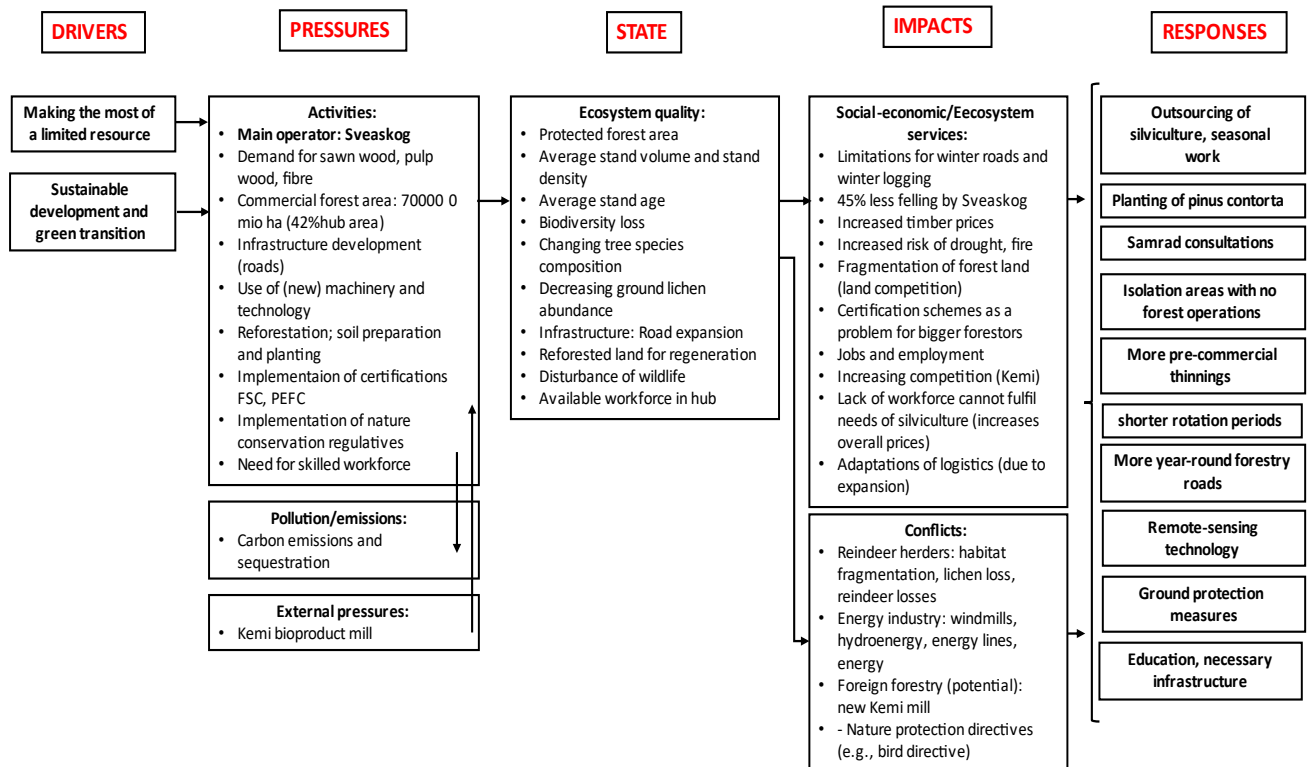 DRIVERS
PRESSURES
STATE
IMPACTS
RESPONSES
Making the most of
a limited resource
Sustainable
development and
green transition
Activities:
Main operator: Sveaskog
• Demand for sawn wood, pulp
wood, fibre
• Commercial forest area: 70000 0
mio ha (42%hub area)
• Infrastructure development
(roads)
• Use of (new) machinery and
technology
• Reforestation; soil preparation
and planting
• Implementaion of certifications
FSC, PEFC
• Implementation of nature
conservation regulatives
• Need for skilled workforce
Pollution/emissions:
• Carbon emissions and
sequestration
External pressures:
• Kemi bioproduct mill
Ecosystem quality:
• Protected forest area
• Average stand volume and stand
density
• Average stand age
• Biodiversity loss
• Changing tree species
composition
• Decreasing ground lichen
abundance
• Infrastructure: Road expansion
• Reforested land for regeneration
• Disturbance of wildlife
• Available workforce in hub
Social-economic/Eecosystem
services:
• Limitations for winter roads and
winter logging
• 45% less felling by Sveaskog
• Increased timber prices
• Increased risk of drought, fire
• Fragmentation of forest land
(land competition)
• Certification schemes as a
problem for bigger forestors
• Jobs and employment
• Increasing competition (Kemi)
• Lack of workforce cannot fulfil
needs of silviculture (increases
overall prices)
• Adaptations of logistics (due to
expansion)
Conflicts:
• Reindeer herders: habitat
fragmentation, lichen loss,
reindeer losses
• Energy industry: windmills,
hydroenergy, energy lines,
energy
• Foreign forestry (potential):
new Kemi mill
• - Nature protection directives
(e.g., bird directive)
Outsourcing of
silviculture, seasonal
work
Planting of pinus contorta
Samrad consultations
Isolation areas with no
forest operations
More pre-commercial
thinnings
shorter rotation periods
More year-round forestry
roads
Remote-sensing
technology
Ground protection
measures
Education, necessary
infrastructure